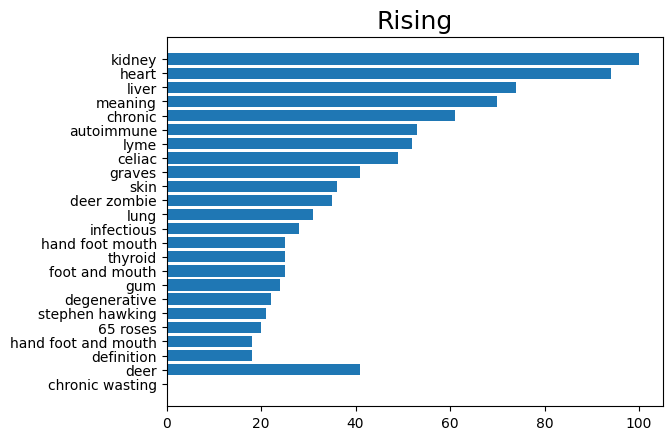 Rising
kidney
heart
liver
meaning
chronic
autoimmune
lyme
celiac
graves
skin
deer zombie
lung
infectious
hand foot mouth
thyroid
foot and mouth
gum
degenerative
stephen hawking
65 roses
hand foot and mouth
definition
deer
chronic wasting
0 20 40 60 80 100